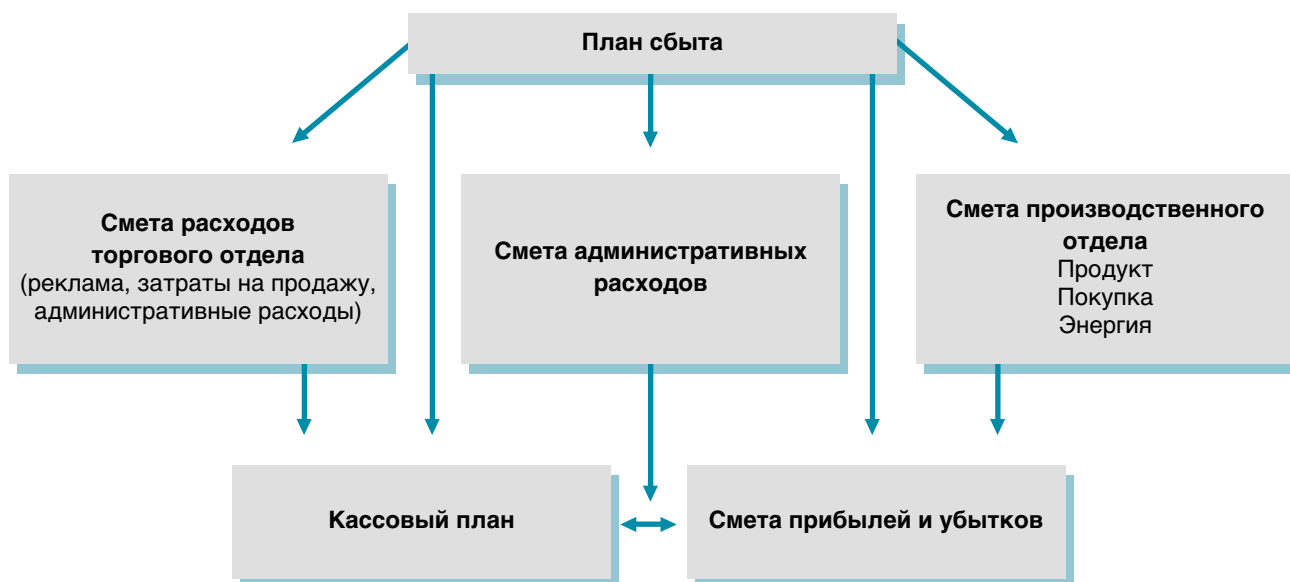 План сбыта
Смета расходов
торгового отдела
(реклама, затраты на продажу,
административные расходы)
Смета административных
расходов
Смета производственного
отдела
Продукт
Покупка
Энергия
Кассовый план
Смета прибылей и убытков